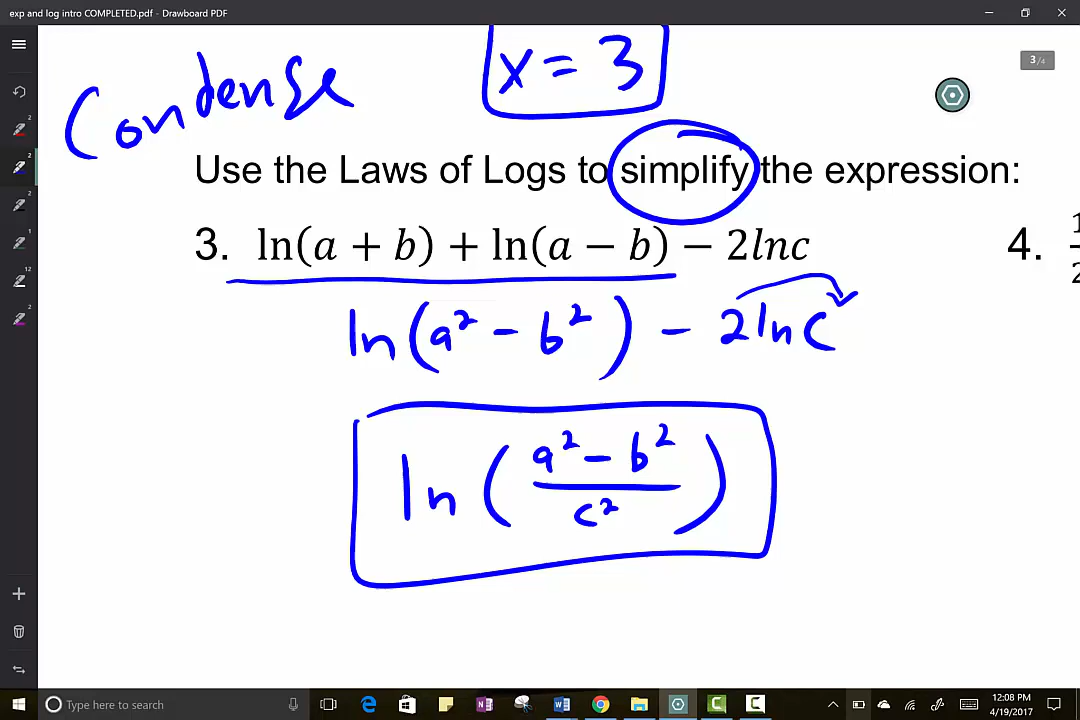 exp and log intro COMPLETED.pdf - Drawboard PDF
3/4
x = 3
Condense
Use the Laws of Logs to simplify the expression:
3. ln(a + b) + ln(a − b) − 2lnc
4.
ln(a² − b²) − 2lnc
ln(a² − b² / c²)
Type here to search
12:08 PM
4/19/2017